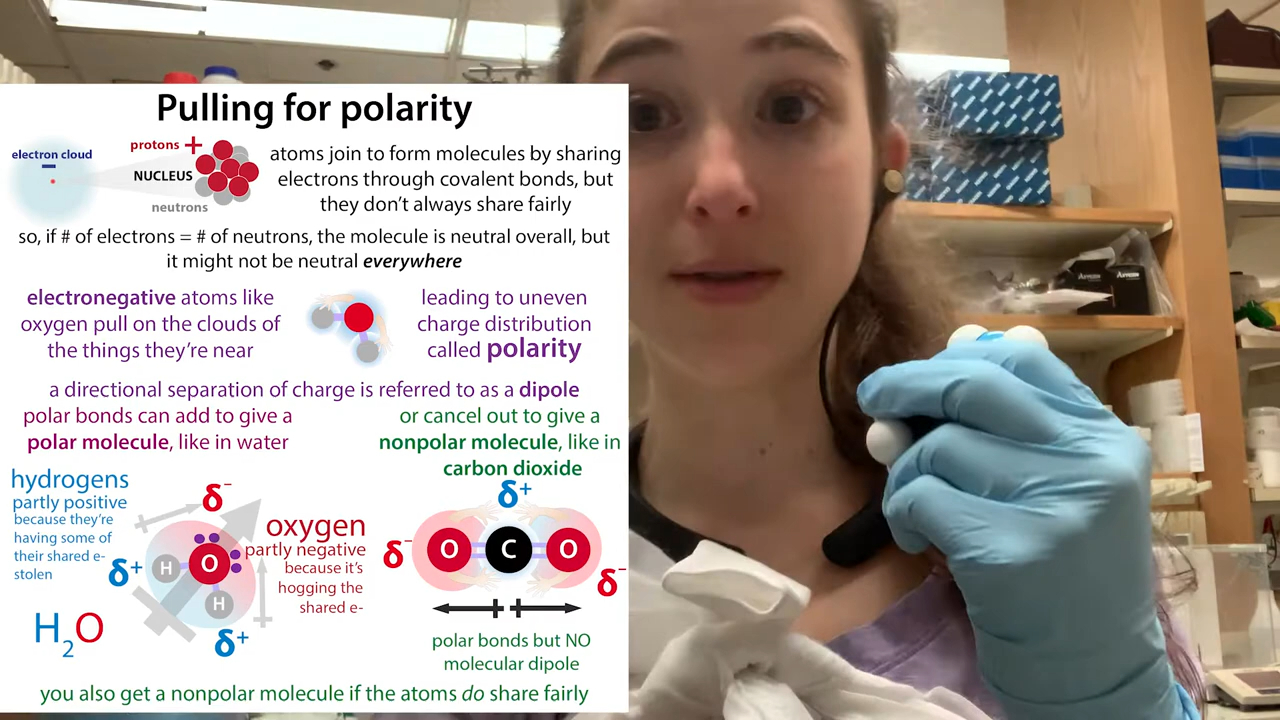 Pulling for polarity
electron cloud
protons +
NUCLEUS
neutrons
atoms join to form molecules by sharing
electrons through covalent bonds, but
they don't always share fairly
so, if # of electrons = # of neutrons, the molecule is neutral overall, but
it might not be neutral everywhere
electronegative atoms like
oxygen pull on the clouds of
the things they're near
leading to uneven
charge distribution
called polarity
a directional separation of charge is referred to as a dipole
polar bonds can add to give a
polar molecule, like in water
or cancel out to give a
nonpolar molecule, like in
carbon dioxide
hydrogens
partly positive
because they're
having some of
their shared e-
stolen
H₂O
δ⁻
δ⁺
H
O
H
δ⁺
oxygen
partly negative
because it's
hogging the
shared e-
δ⁺
δ⁻
O
C
O
δ⁻
polar bonds but NO
molecular dipole
you also get a nonpolar molecule if the atoms do share fairly